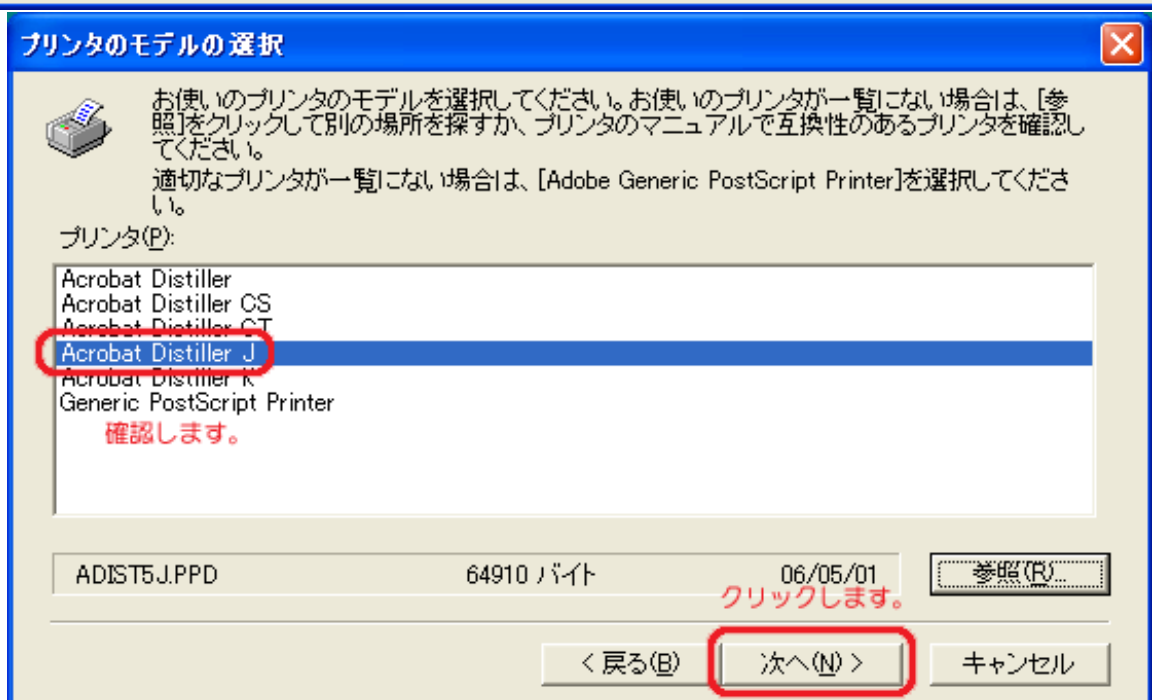 プリンタのモデルの選択
お使いのプリンタのモデルを選択してください。お使いのプリンタが一覧にない場合は、[参
照]をクリックして別の場所を探すか、プリンタのマニュアルで互換性のあるプリンタを確認し
てください。
適切なプリンタが一覧にない場合は、[Adobe Generic PostScript Printer]を選択してくださ
い。
プリンタ(P):
Acrobat Distiller
Acrobat Distiller CS
Acrobat Distiller CT
Acrobat Distiller J
Acrobat Distiller K
Generic PostScript Printer
確認します。
ADIST5J.PPD 64910 バイト 06/05/01 参照(R)...
クリックします。
< 戻る(B) 次へ(N) > キャンセル